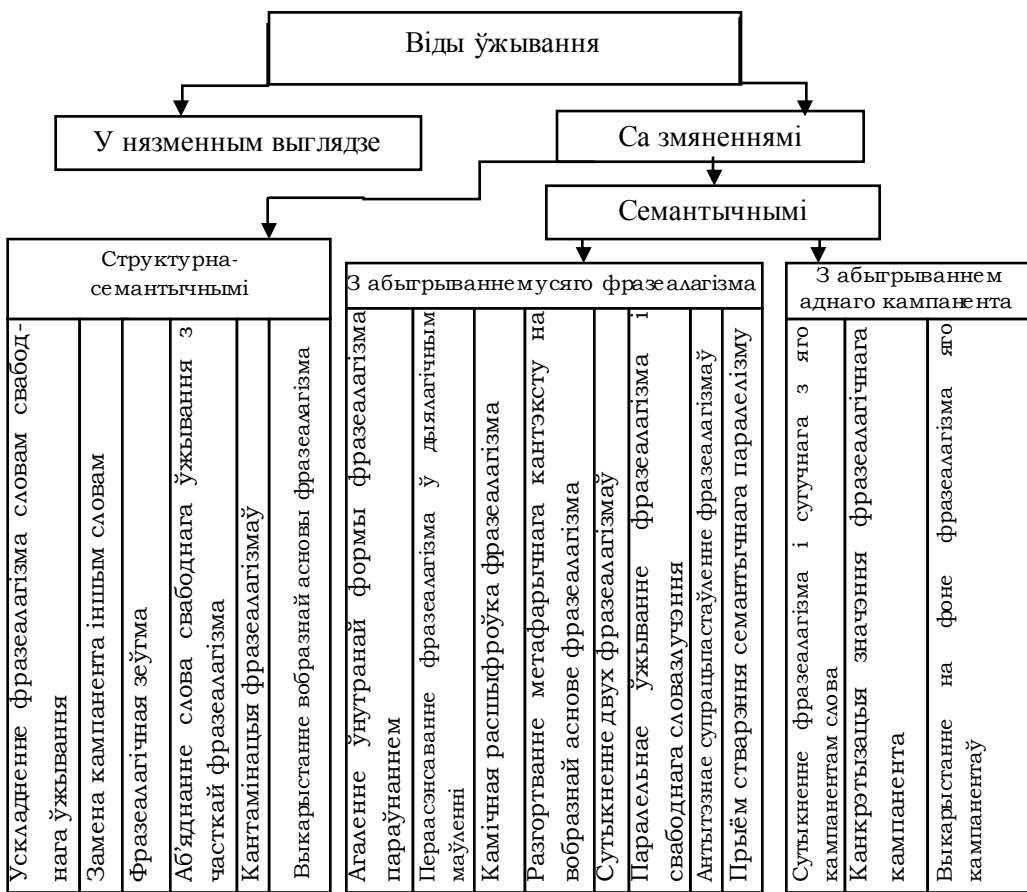 Віды ўжывання
У нязменным выглядзе
Са змяненнямі
Семантычнымі
Структурна-
семантычнымі
З абыгрываннем усяго фразеалагізма
З абыгрываннем
аднаго кампанента
Ускладненне фразеалагізма словам свабод-
нага ўжывання
Замена кампанента іншым словам
Фразеалагічная зеўгма
Аб’яднанне слова свабоднага ўжывання з
часткай фразеалагізма
Кантамінацыя фразеалагізмаў
Выкарыстанне вобразнай асновы фразеалагізма
Агаленне ўнутранай формы фразеалагізма
параўнаннем
Пераасэнсаванне фразеалагізма ў дыялагічным
маўленні
Камічная расшыфроўка фразеалагізма
Разгортванне метафарычнага кантэксту на
вобразнай аснове фразеалагізма
Сутыкненне двух фразеалагізмаў
Паралельнае ўжыванне фразеалагізма і
свабоднага словазлучэння
Антытэзнае супрацьпастаўленне фразеалагізмаў
Прыём стварэння семантычнага паралелізму
Сутыкненне фразеалагізма і сугучнага з яго
кампанентам слова
Канкрэтызацыя значэння фразеалагічнага
кампанента
Выкарыстанне на фоне фразеалагізма яго
кампанентаў